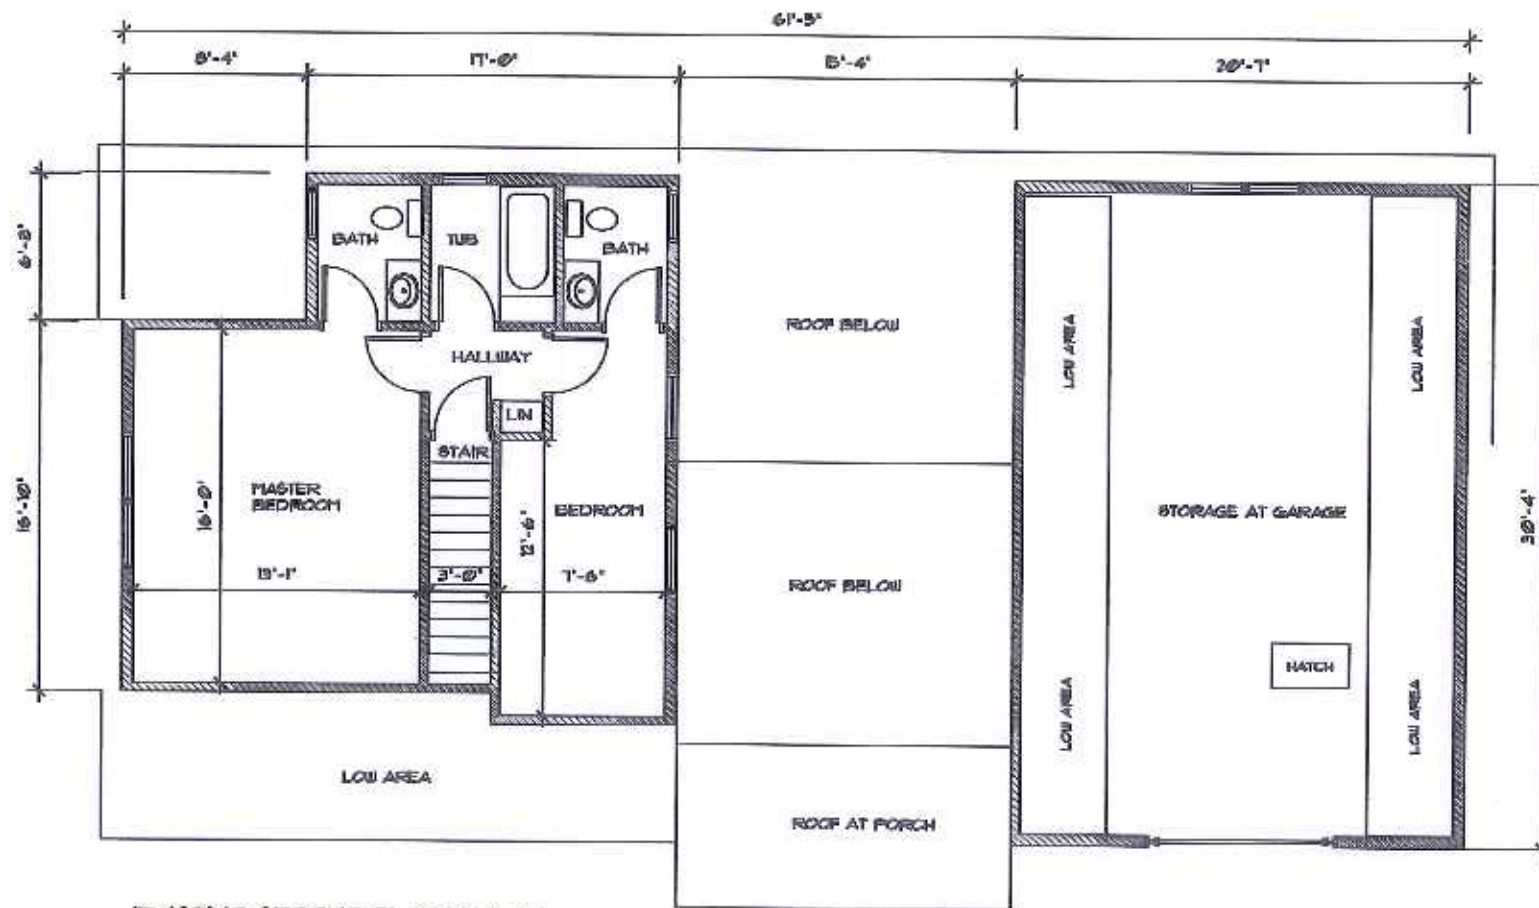 61'-3"
8'-4"
17'-0"
15'-4"
20'-7"
6'-8"
BATH
TUB
BATH
ROOF BELOW
LOW AREA
LOW AREA
HALLWAY
LIN
STAIR
MASTER
BEDROOM
16'-0"
16'-10"
BEDROOM
12'-6"
STORAGE AT GARAGE
30'-4"
13'-1"
3'-0"
7'-6"
ROOF BELOW
HATCH
LOW AREA
LOW AREA
LOW AREA
ROOF AT PORCH